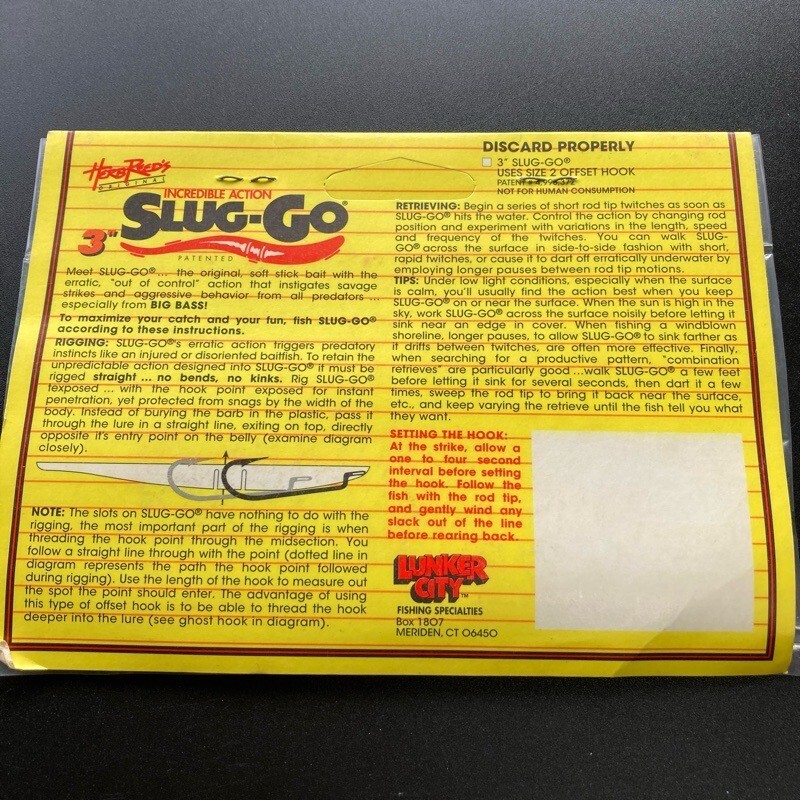 HERB REED'S
ORIGINAL
INCREDIBLE ACTION
3" SLUG-GO®
PATENTED
Meet SLUG-GO®... the original, soft stick bait with the
erratic, "out of control" action that instigates savage
strikes and aggressive behavior from all predators ...
especially from BIG BASS!
To maximize your catch and your fun, fish SLUG-GO®
according to these instructions.
RIGGING: SLUG-GO®'s erratic action triggers predatory
instincts like an injured or disoriented baitfish. To retain the
unpredictable action designed into SLUG-GO® it must be
rigged straight ... no bends, no kinks. Rig SLUG-GO®
Texposed ... with the hook point exposed for instant
penetration, yet protected from snags by the width of the
body. Instead of burying the barb in the plastic, pass it
through the lure in a straight line, exiting on top, directly
opposite it's entry point on the belly (examine diagram
closely).
NOTE: The slots on SLUG-GO® have nothing to do with the
rigging, the most important part of the rigging is when
threading the hook point through the midsection. You
follow a straight line through with the point (dotted line in
diagram represents the path the hook point followed
during rigging). Use the length of the hook to measure out
the spot the point should enter. The advantage of using
this type of offset hook is to be able to thread the hook
deeper into the lure (see ghost hook in diagram).
DISCARD PROPERLY
3" SLUG-GO®
USES SIZE 2 OFFSET HOOK
NOT FOR HUMAN CONSUMPTION
RETRIEVING: Begin a series of short rod tip twitches as soon as
SLUG-GO® hits the water. Control the action by changing rod
position and experiment with variations in the length, speed
and frequency of the twitches. You can walk SLUG-
GO® across the surface in side-to-side fashion with short,
rapid twitches, or cause it to dart off erratically underwater by
employing longer pauses between rod tip motions.
TIPS: Under low light conditions, especially when the surface
is calm, you'll usually find the action best when you keep
SLUG-GO® on or near the surface. When the sun is high in the
sky, work SLUG-GO® across the surface noisily before letting it
sink near an edge in cover. When fishing a windblown
shoreline, longer pauses, to allow SLUG-GO® to sink farther as
it drifts between twitches, are often more effective. Finally,
when searching for a productive pattern, "combination
retrieves" are particularly good ...walk SLUG-GO® a few feet
before letting it sink for several seconds, then dart it a few
times, sweep the rod tip to bring it back near the surface,
etc., and keep varying the retrieve until the fish tell you what
they want.
SETTING THE HOOK:
At the strike, allow a
one to four second
interval before setting
the hook. Follow the
fish with the rod tip,
and gently wind any
slack out of the line
before rearing back.
LUNKER
CITY™
FISHING SPECIALTIES
Box 1807
MERIDEN, CT 06450